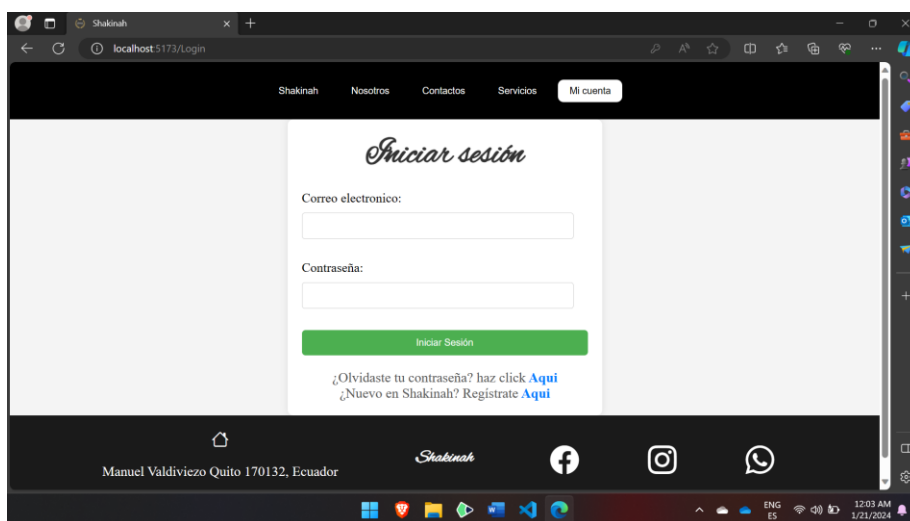 Shakinah
localhost:5173/Login
Shakinah Nosotros Contactos Servicios Mi cuenta
Iniciar sesión
Correo electronico:
Contraseña:
Iniciar Sesión
¿Olvidaste tu contraseña? haz click Aqui
¿Nuevo en Shakinah? Regístrate Aqui
Manuel Valdiviezo Quito 170132, Ecuador
Shakinah
ENG
ES
12:03 AM
1/21/2024